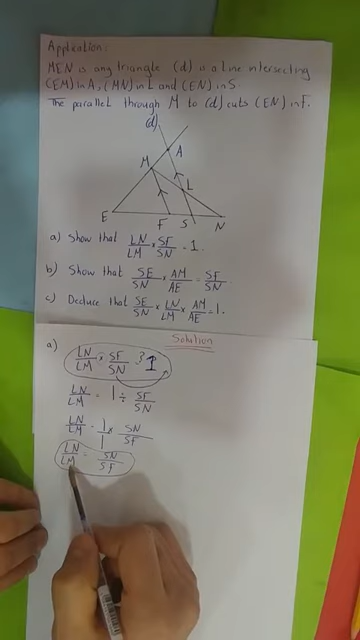 Application:
MEN is any triangle (d) is a line intersecting
(EM) in A, (MN) in L and (EN) in S.
The parallel through M to (d) cuts (EN) in F.
(d)
A
M
L
E F S N
a) Show that LN/LM × SF/SN = 1.
b) Show that SE/SN × AM/AE = SF/SN
c) Deduce that SE/SN × LN/LM × AM/AE = 1.
Solution
a)
LN/LM × SF/SN =? 1
LN/LM = 1 ÷ SF/SN
LN/LM = 1/1 × SN/SF
LN/LM = SN/SF